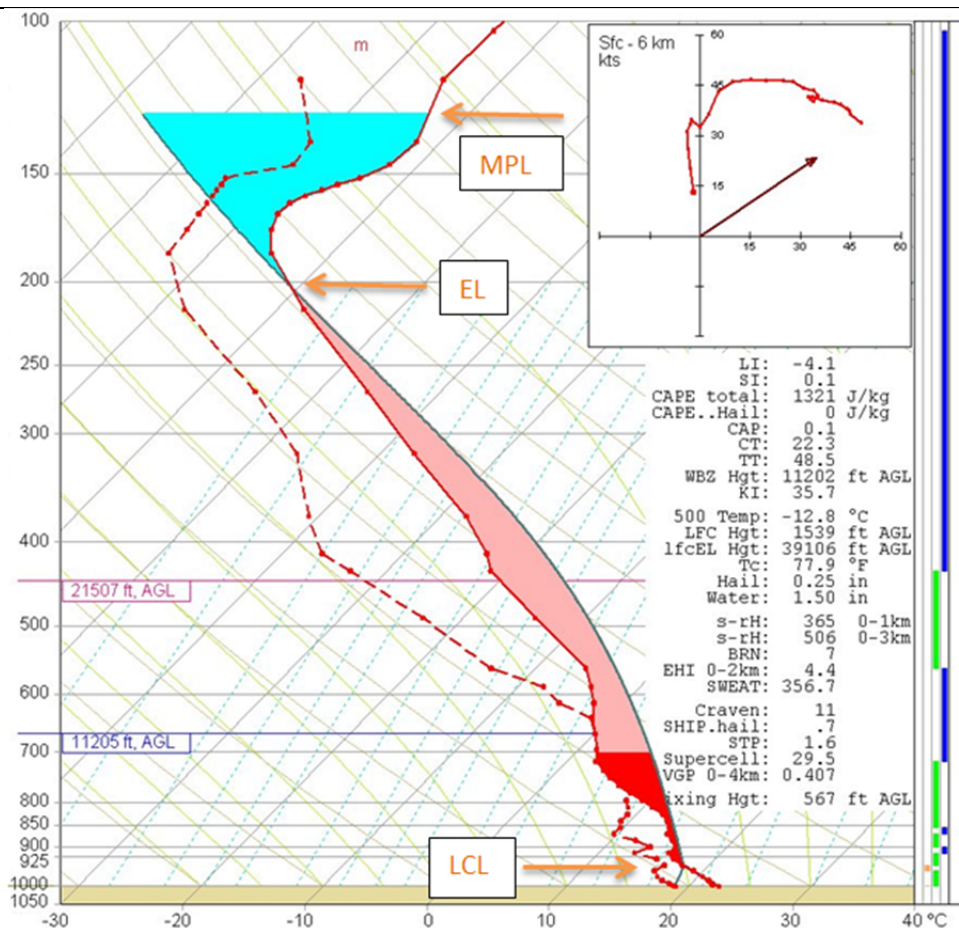 100
150
200
250
300
400
500
600
700
800
850
900
925
1000
1050
-30
-20
-10
0
10
20
30
40 °C
m
MPL
EL
LCL
21507 ft, AGL
11205 ft, AGL
Sfc - 6 km
kts
60
45
30
15
15
30
45
60
LI: -4.1
SI: 0.1
CAPE total: 1321 J/kg
CAPE..Hail: 0 J/kg
CAP: 0.1
CT: 22.3
TT: 48.5
WBZ Hgt: 11202 ft AGL
KI: 35.7
500 Temp: -12.8 °C
LFC Hgt: 1539 ft AGL
lfcEL Hgt: 39106 ft AGL
Tc: 77.9 °F
Hail: 0.25 in
Water: 1.50 in
s-rH: 365 0-1km
s-rH: 506 0-3km
BRN: 7
EHI 0-2km: 4.4
SWEAT: 356.7
Craven: 11
SHIP.hail: .7
STP: 1.6
Supercell: 29.5
VGP 0-4km: 0.407
ixing Hgt: 567 ft AGL